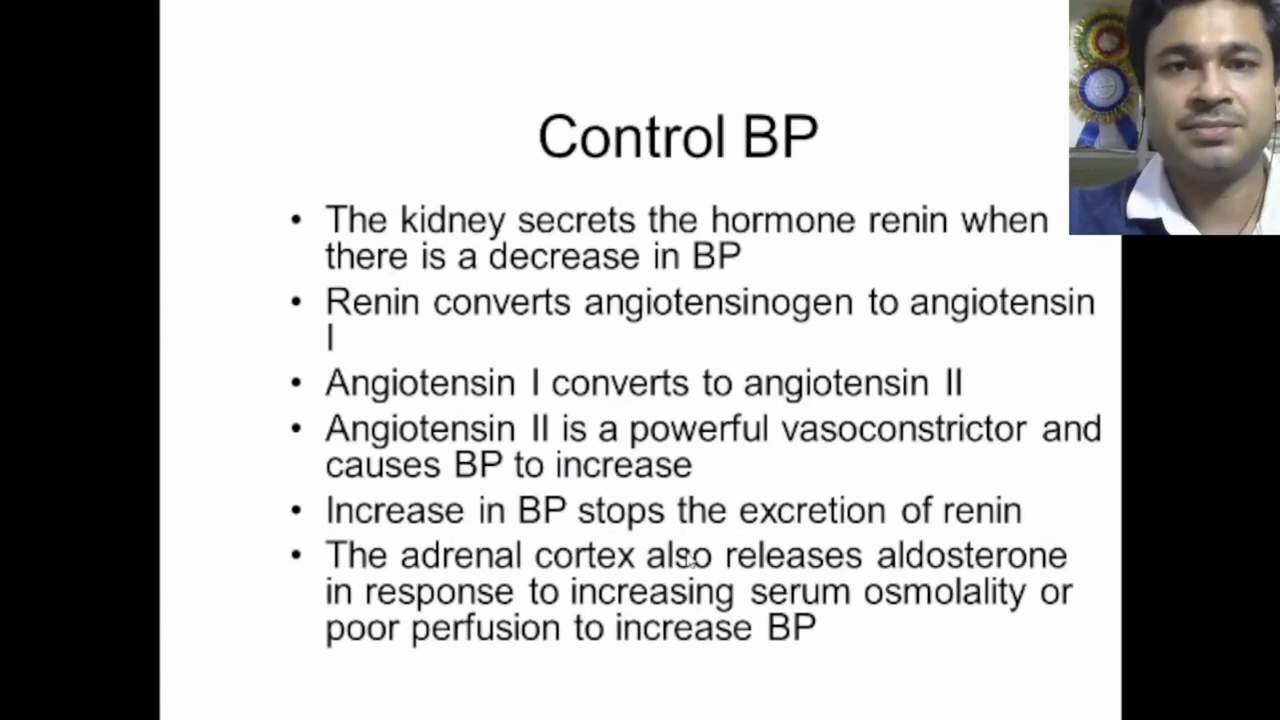 Control BP
• The kidney secrets the hormone renin when
there is a decrease in BP
• Renin converts angiotensinogen to angiotensin
I
• Angiotensin I converts to angiotensin II
• Angiotensin II is a powerful vasoconstrictor and
causes BP to increase
• Increase in BP stops the excretion of renin
• The adrenal cortex also releases aldosterone
in response to increasing serum osmolality or
poor perfusion to increase BP